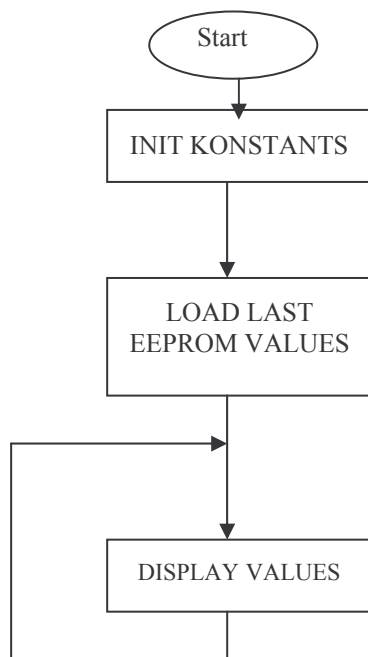 Start
INIT KONSTANTS
LOAD LAST
EEPROM VALUES
DISPLAY VALUES